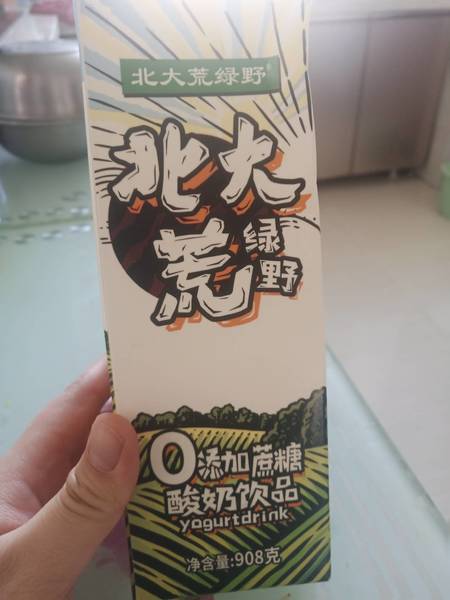 北大荒绿野®
北大
荒绿野
0添加蔗糖
酸奶饮品
yogurtdrink
净含量:908克